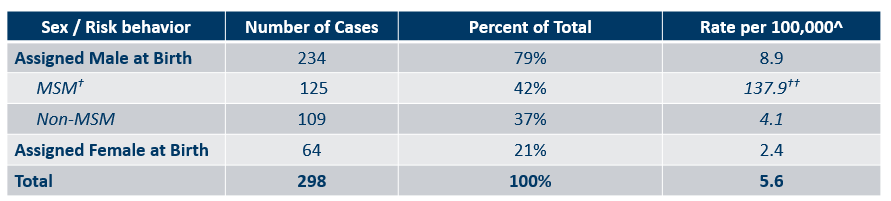 Sex / Risk behavior Number of Cases Percent of Total Rate per 100,000^
Assigned Male at Birth 234 79% 8.9
MSM† 125 42% 137.9††
Non-MSM 109 37% 4.1
Assigned Female at Birth 64 21% 2.4
Total 298 100% 5.6